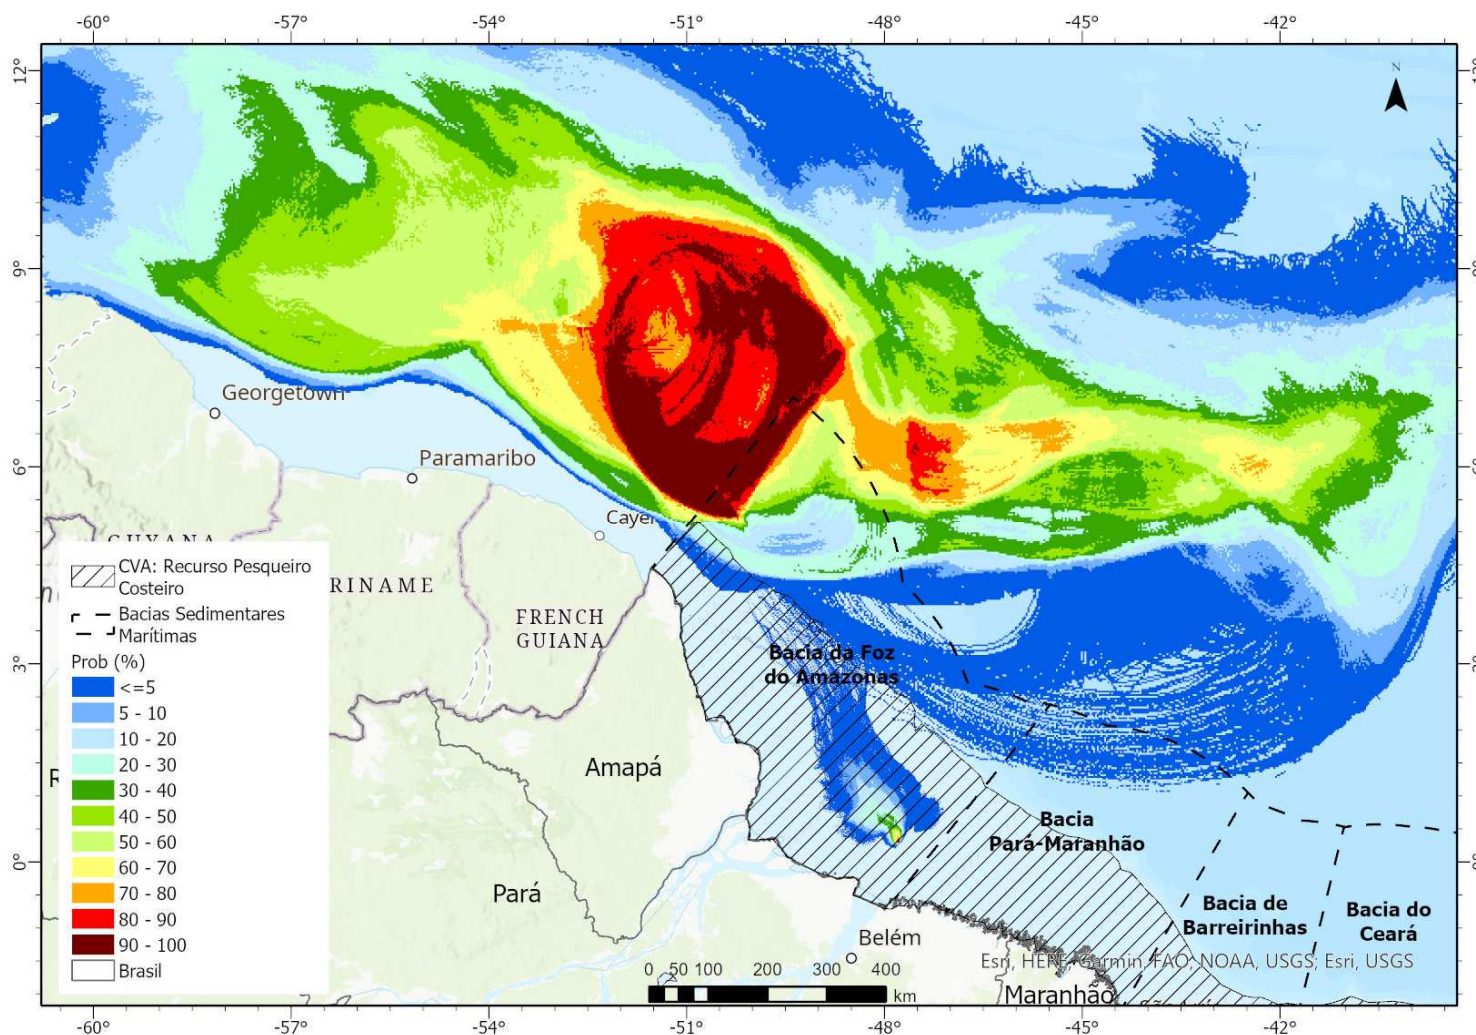 -60° -57° -54° -51° -48° -45° -42°
12°
N
9°
Georgetown
6°
Paramaribo
Cayer
GUYANA
RINAME
FRENCH
GUIANA
CVA: Recurso Pesqueiro
Costeiro
Bacias Sedimentares
Marítimas
Prob (%)
<=5
5 - 10
10 - 20
20 - 30
30 - 40
40 - 50
50 - 60
60 - 70
70 - 80
80 - 90
90 - 100
Brasil
3°
Bacia da Foz
do Amazonas
Amapá
Bacia
Pará-Maranhão
0°
Pará
Bacia de
Barreirinhas
Bacia do
Ceará
Belém
Esri, HERE, Garmin, FAO, NOAA, USGS, Esri, USGS
0 50 100 200 300 400
km
Maranhão
-60° -57° -54° -51° -48° -45° -42°